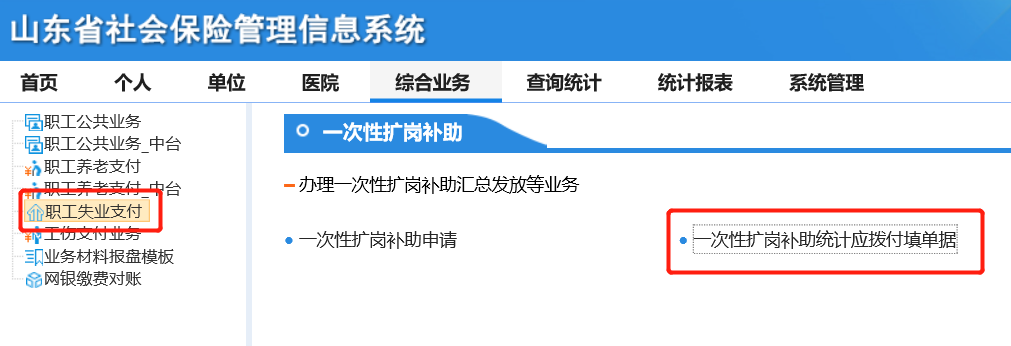 山东省社会保险管理信息系统
首页 个人 单位 医院 综合业务 查询统计 统计报表 系统管理
职工公共业务
职工公共业务_中台
职工养老支付
职工养老支付_中台
职工失业支付
工伤支付业务
业务材料报盘模板
网银缴费对账
一次性扩岗补助
办理一次性扩岗补助汇总发放等业务
一次性扩岗补助申请 一次性扩岗补助统计应拨付填单据